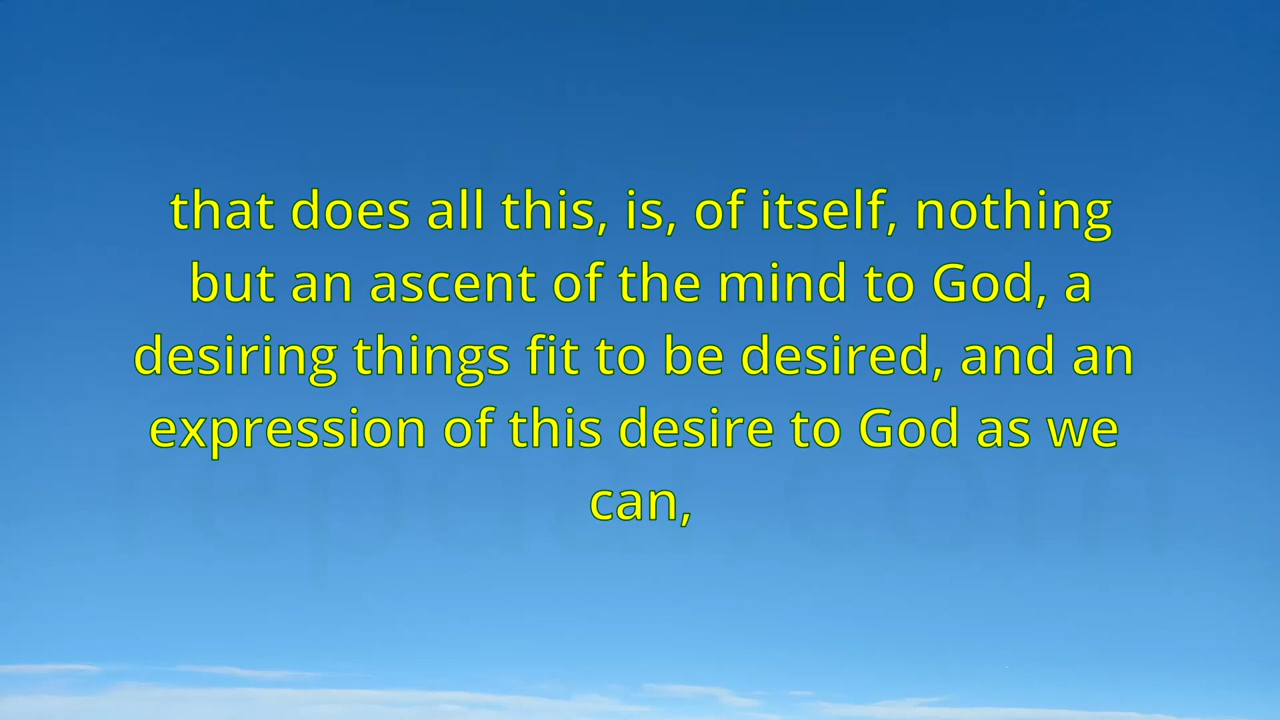 that does all this, is, of itself, nothing
but an ascent of the mind to God, a
desiring things fit to be desired, and an
expression of this desire to God as we
can,